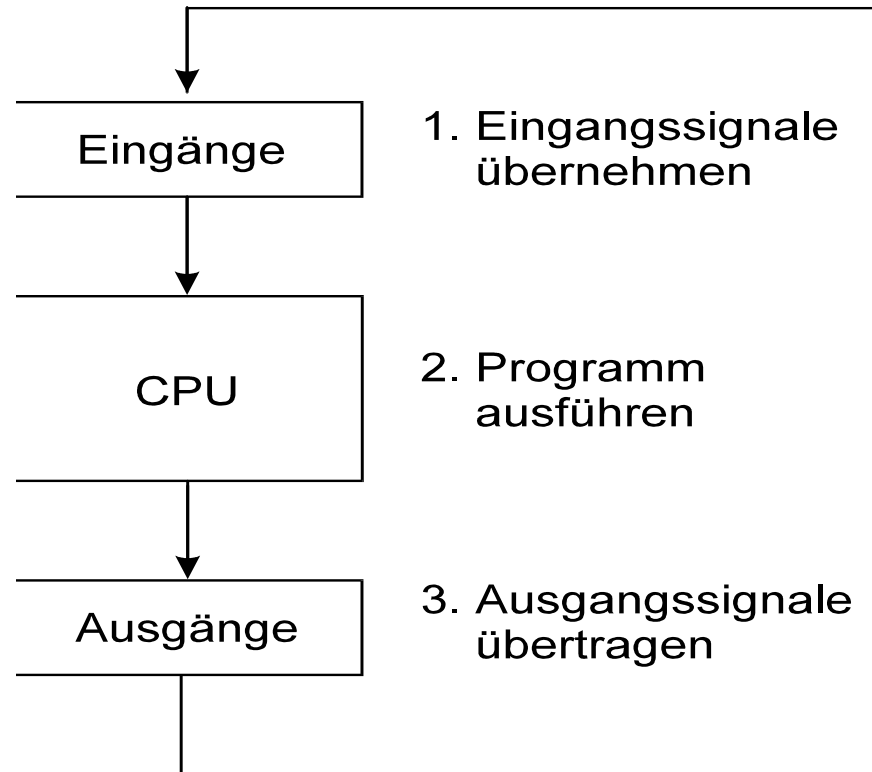 Eingänge
1. Eingangssignale
übernehmen
CPU
2. Programm
ausführen
Ausgänge
3. Ausgangssignale
übertragen